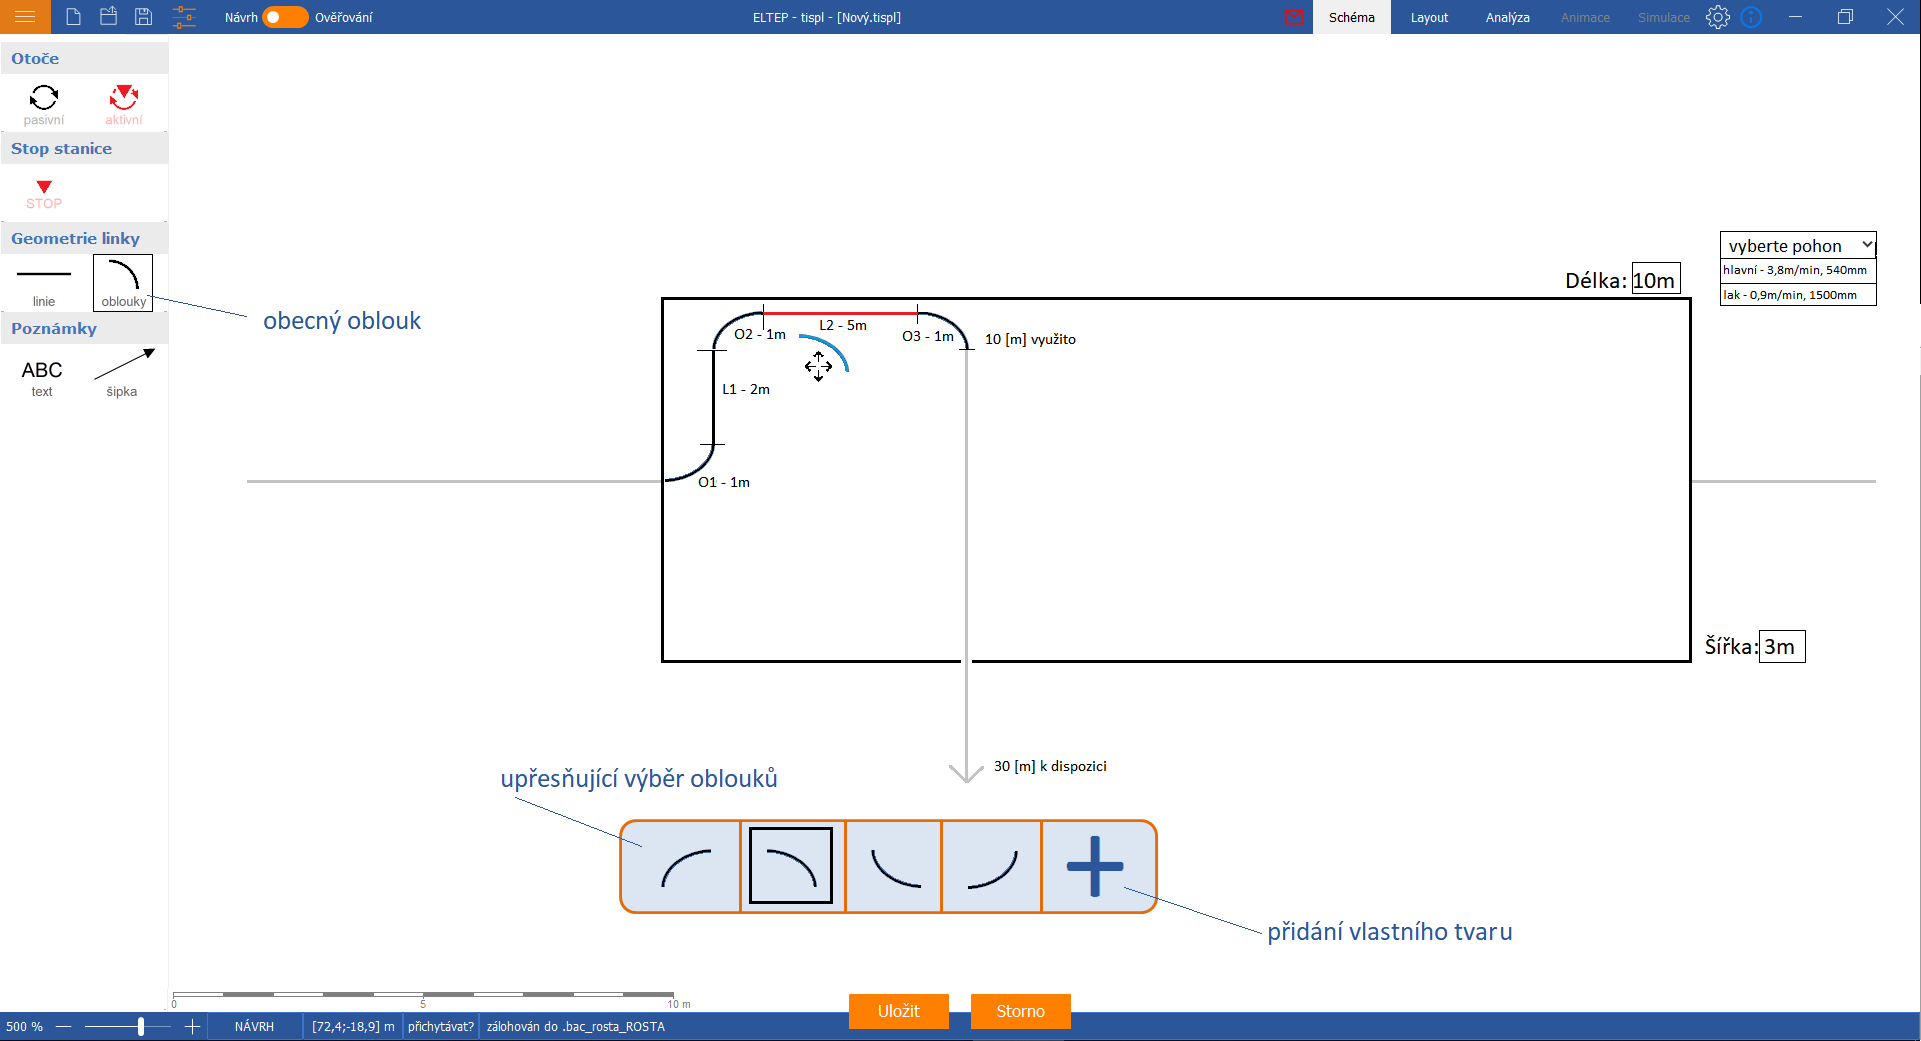 Návrh Ověřování ELTEP - tispl - [Nový.tispl] Schéma Layout Analýza Animace Simulace
Otoče
pasivní aktivní
Stop stanice
STOP
Geometrie linky
linie oblouky
Poznámky
ABC
text šipka
obecný oblouk
vyberte pohon
hlavní - 3,8m/min, 540mm
lak - 0,9m/min, 1500mm
Délka: 10m
O2 - 1m L2 - 5m O3 - 1m 10 [m] využito
L1 - 2m
O1 - 1m
Šířka: 3m
30 [m] k dispozici
upřesňující výběr oblouků
přidání vlastního tvaru
0 5 10 m
Uložit Storno
500 % NÁVRH [72,4;-18,9] m přichytávat? zálohován do .bac_rosta_ROSTA